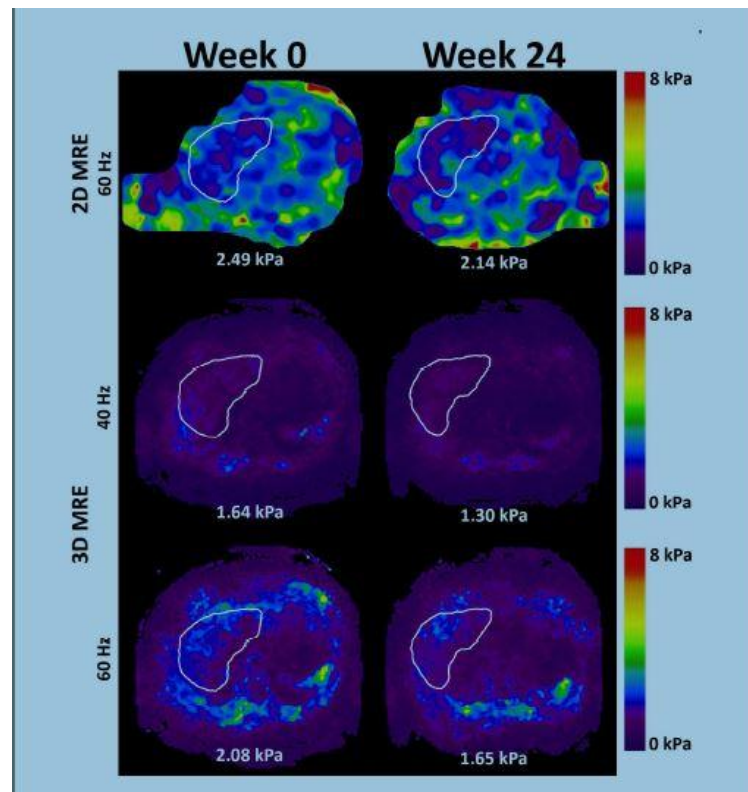 Week 0 Week 24
2D MRE
60 Hz
8 kPa
0 kPa
2.49 kPa 2.14 kPa
3D MRE
40 Hz
8 kPa
0 kPa
1.64 kPa 1.30 kPa
60 Hz
8 kPa
0 kPa
2.08 kPa 1.65 kPa